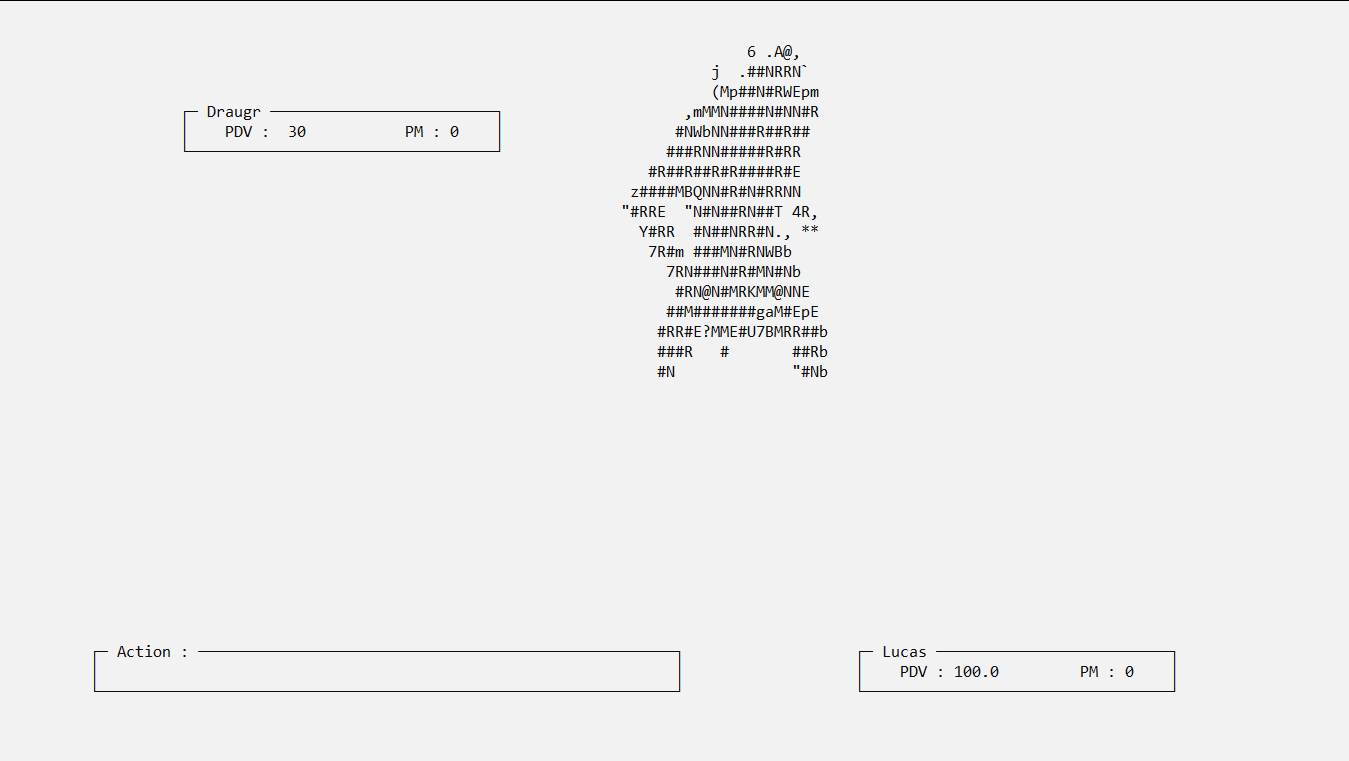 Draugr
PDV :  30           PM : 0
6 .A@,
j  .##NRRN`
(Mp##N#RWEpm
,mMMN####N#NN#R
#NWbNN###R##R##
###RNN#####R#RR
#R##R##R#R####R#E
z####MBQNN#R#N#RRNN
"#RRE  "N#N##RN##T 4R,
Y#RR  #N##NRR#N., **
7R#m ###MN#RNWBb
7RN###N#R#MN#Nb
#RN@N#MRKMM@NNE
##M#######gaM#EpE
#RR#E?MME#U7BMRR##b
###R   #       ##Rb
#N             "#Nb
Action :
Lucas
PDV : 100.0         PM : 0